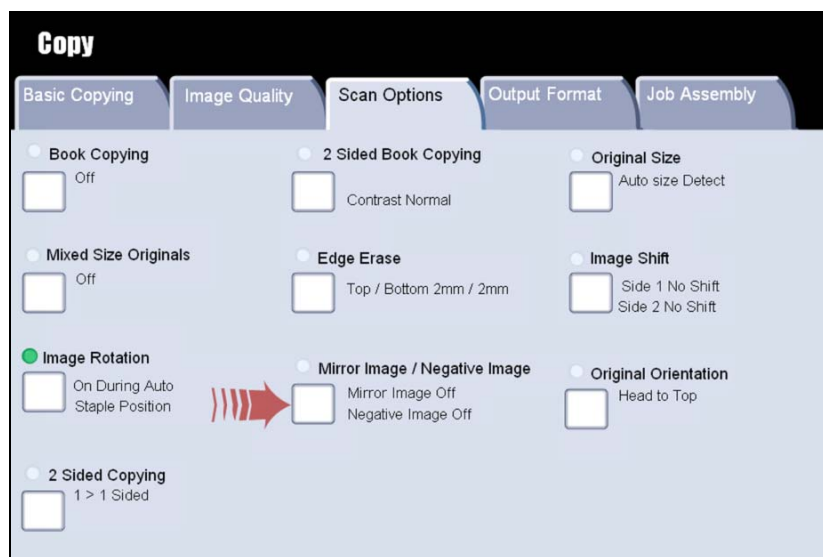 Copy
Basic Copying
Image Quality
Scan Options
Output Format
Job Assembly
Book Copying
Off
2 Sided Book Copying
Contrast Normal
Original Size
Auto size Detect
Mixed Size Originals
Off
Edge Erase
Top / Bottom 2mm / 2mm
Image Shift
Side 1 No Shift
Side 2 No Shift
Image Rotation
On During Auto
Staple Position
Mirror Image / Negative Image
Mirror Image Off
Negative Image Off
Original Orientation
Head to Top
2 Sided Copying
1 > 1 Sided